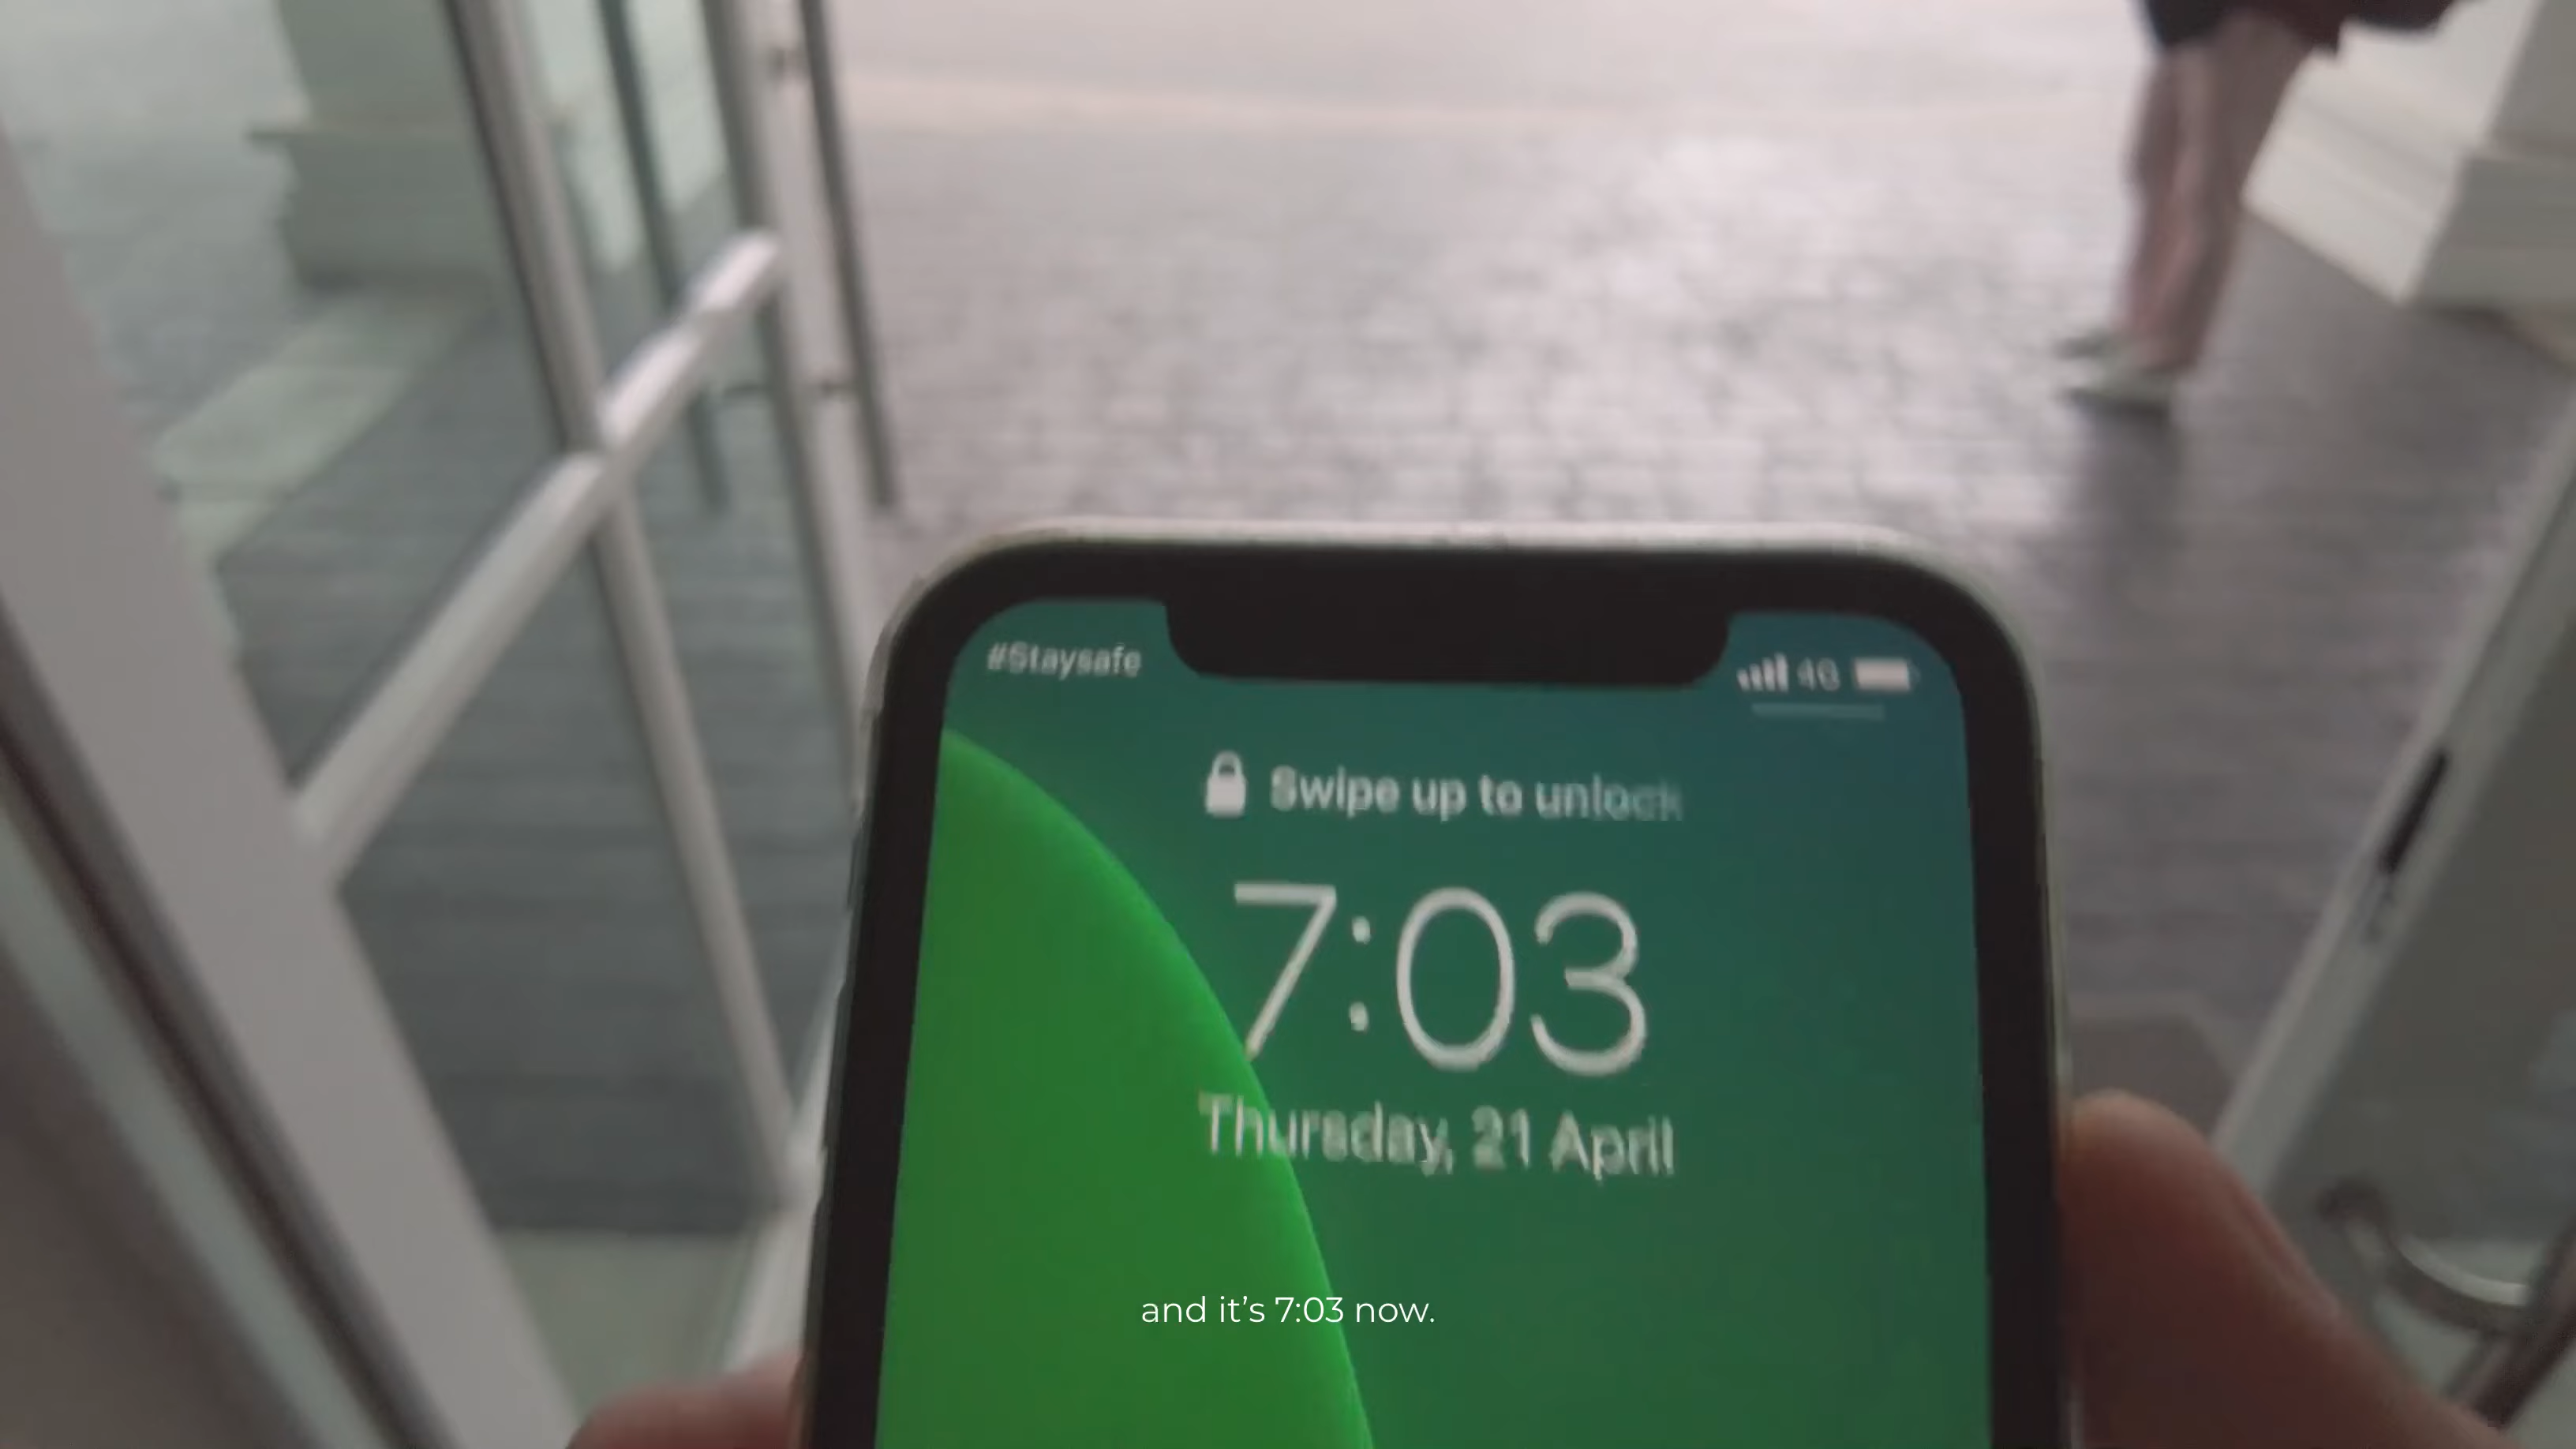 #Staysafe
4G
Swipe up to unlock
7:03
Thursday, 21 April
and it’s 7:03 now.